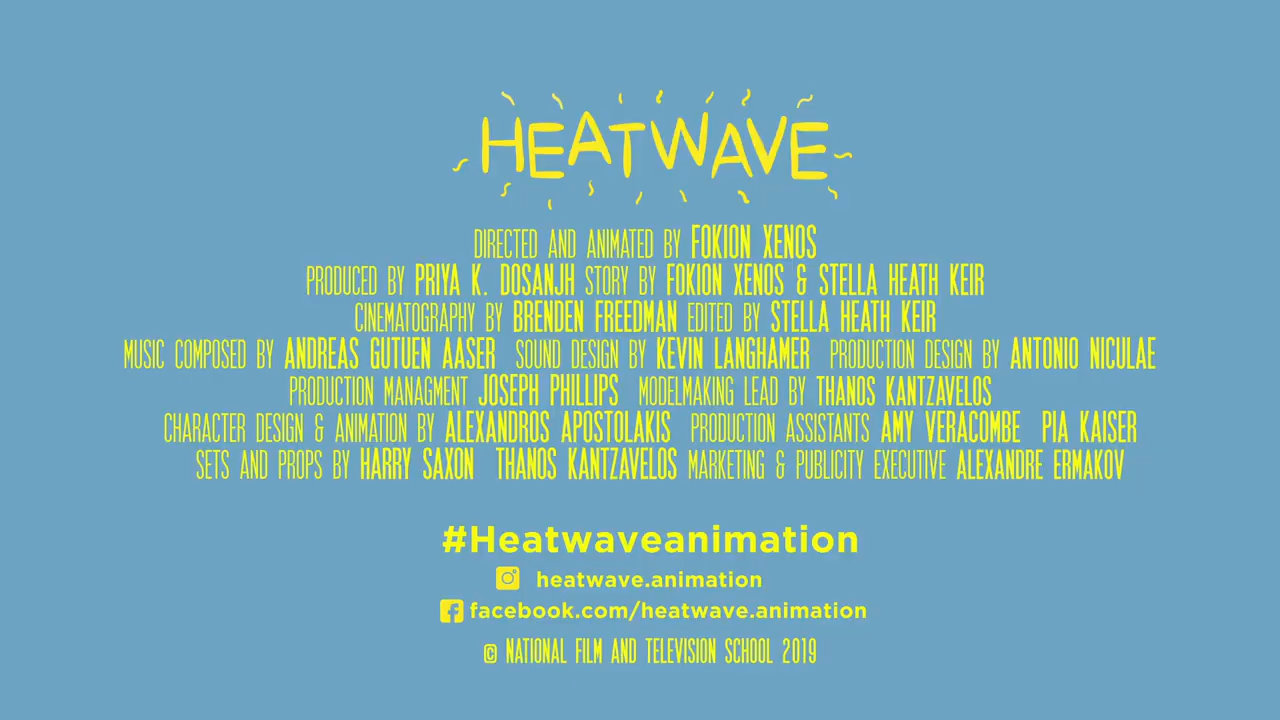 HEATWAVE
DIRECTED AND ANIMATED BY FOKION XENOS
PRODUCED BY PRIYA K. DOSANJH STORY BY FOKION XENOS & STELLA HEATH KEIR
CINEMATOGRAPHY BY BRENDEN FREEDMAN EDITED BY STELLA HEATH KEIR
MUSIC COMPOSED BY ANDREAS GUTUEN AASER SOUND DESIGN BY KEVIN LANGHAMER PRODUCTION DESIGN BY ANTONIO NICULAE
PRODUCTION MANAGMENT JOSEPH PHILLIPS MODELMAKING LEAD BY THANOS KANTZAVELOS
CHARACTER DESIGN & ANIMATION BY ALEXANDROS APOSTOLAKIS PRODUCTION ASSISTANTS AMY VERACOMBE PIA KAISER
SETS AND PROPS BY HARRY SAXON THANOS KANTZAVELOS MARKETING & PUBLICITY EXECUTIVE ALEXANDRE ERMAKOV
#Heatwaveanimation
heatwave.animation
facebook.com/heatwave.animation
© NATIONAL FILM AND TELEVISION SCHOOL 2019